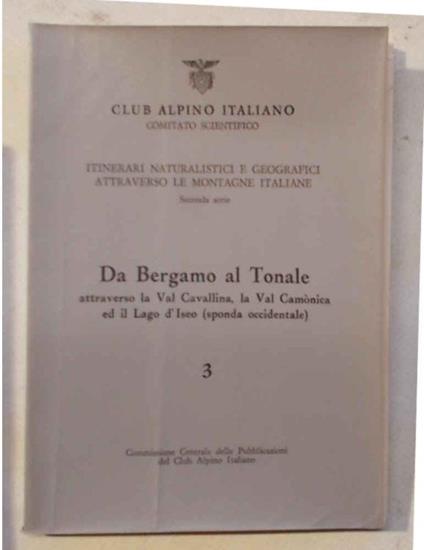 CLUB ALPINO ITALIANO
COMITATO SCIENTIFICO
ITINERARI NATURALISTICI E GEOGRAFICI
ATTRAVERSO LE MONTAGNE ITALIANE
Seconda serie
Da Bergamo al Tonale
attraverso la Val Cavallina, la Val Camònica
ed il Lago d'Iseo (sponda occidentale)
3
Commissione Centrale delle Pubblicazioni
del Club Alpino Italiano